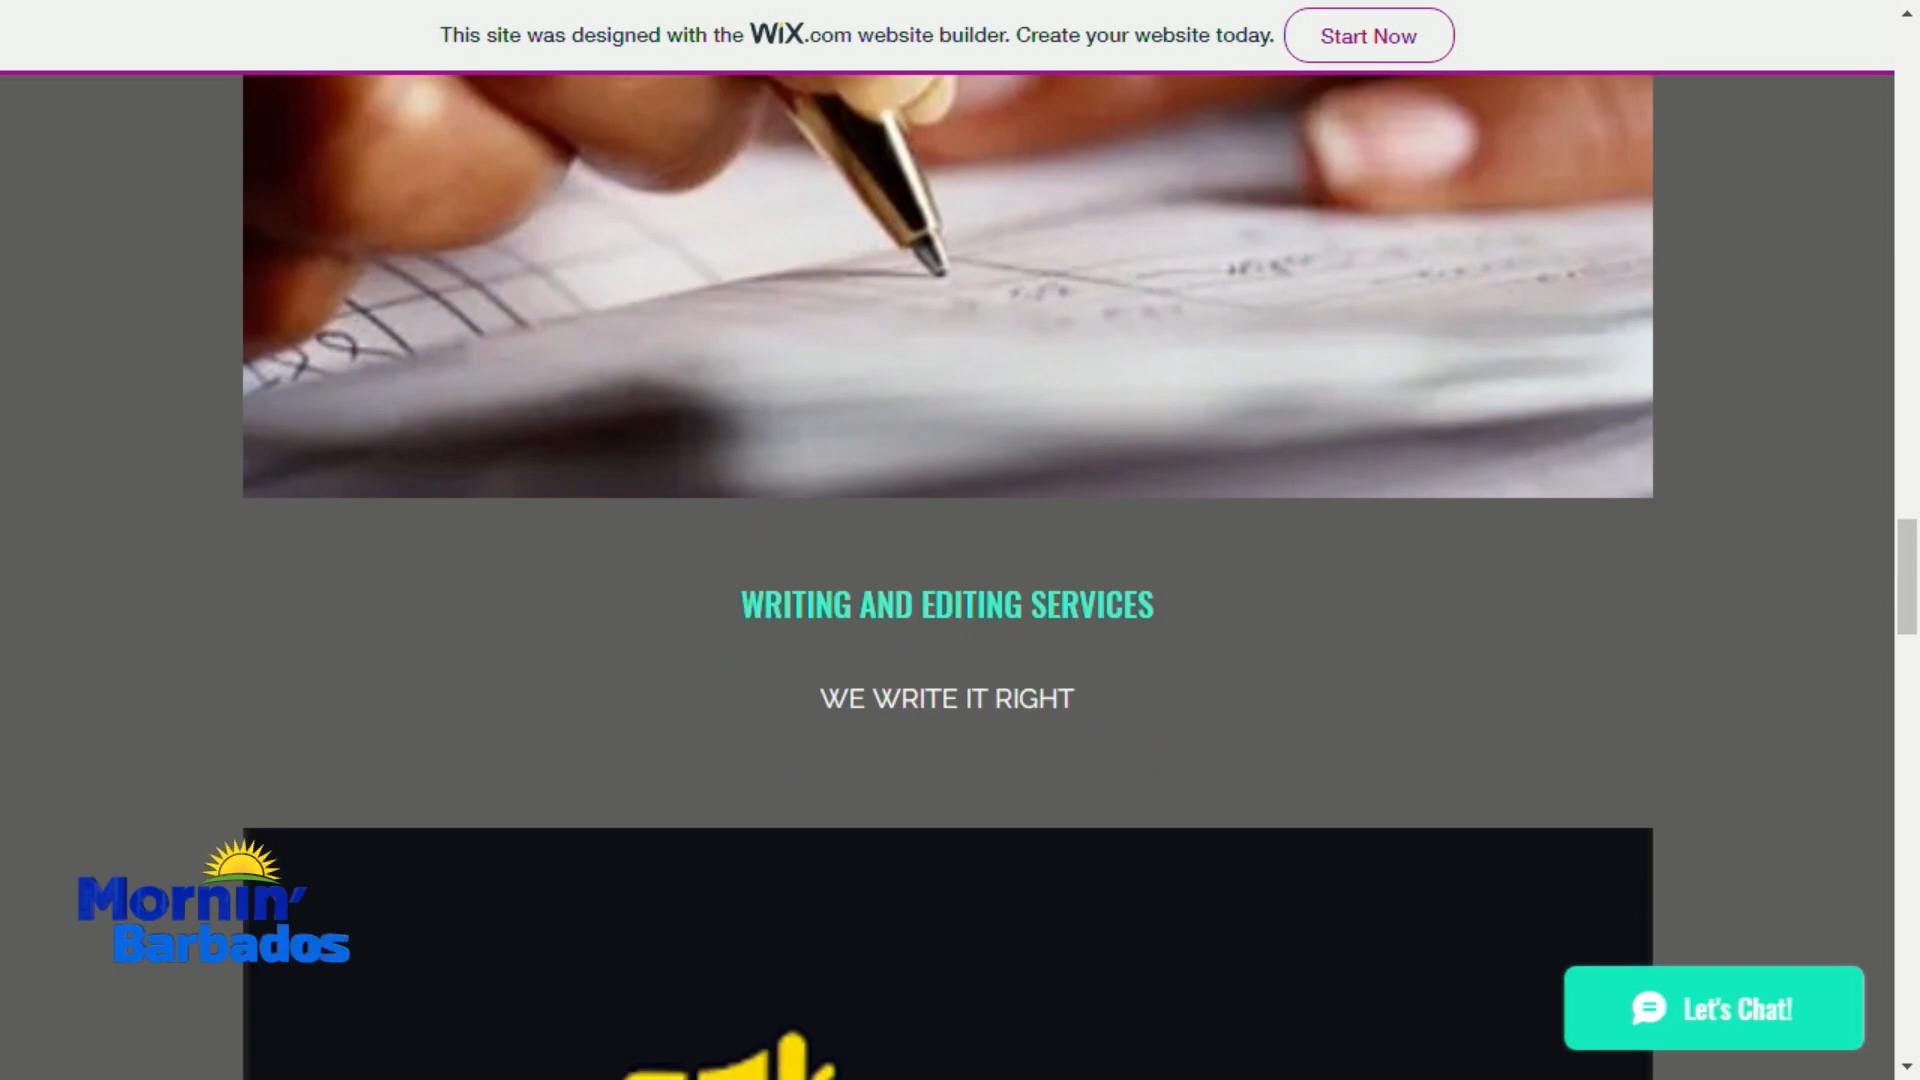 This site was designed with the WiX.com website builder. Create your website today. Start Now
WRITING AND EDITING SERVICES
WE WRITE IT RIGHT
Mornin'
Barbados
Let's Chat!